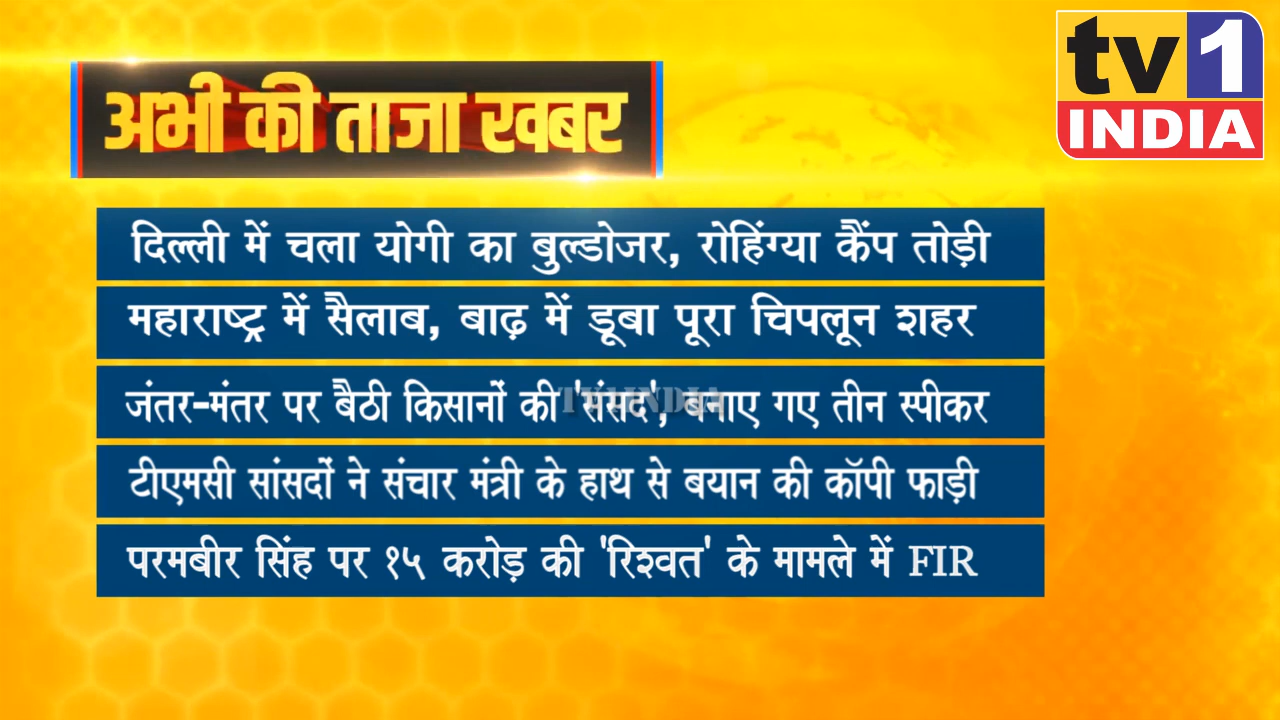 tv1
INDIA
अभी की ताजा खबर
दिल्ली में चला योगी का बुल्डोजर, रोहिंग्या कैंप तोड़ी
महाराष्ट्र में सैलाब, बाढ़ में डूबा पूरा चिपलून शहर
जंतर-मंतर पर बैठी किसानों की 'संसद', बनाए गए तीन स्पीकर
TV1INDIA
टीएमसी सांसदों ने संचार मंत्री के हाथ से बयान की कॉपी फाड़ी
परमबीर सिंह पर १५ करोड़ की 'रिश्वत' के मामले में FIR